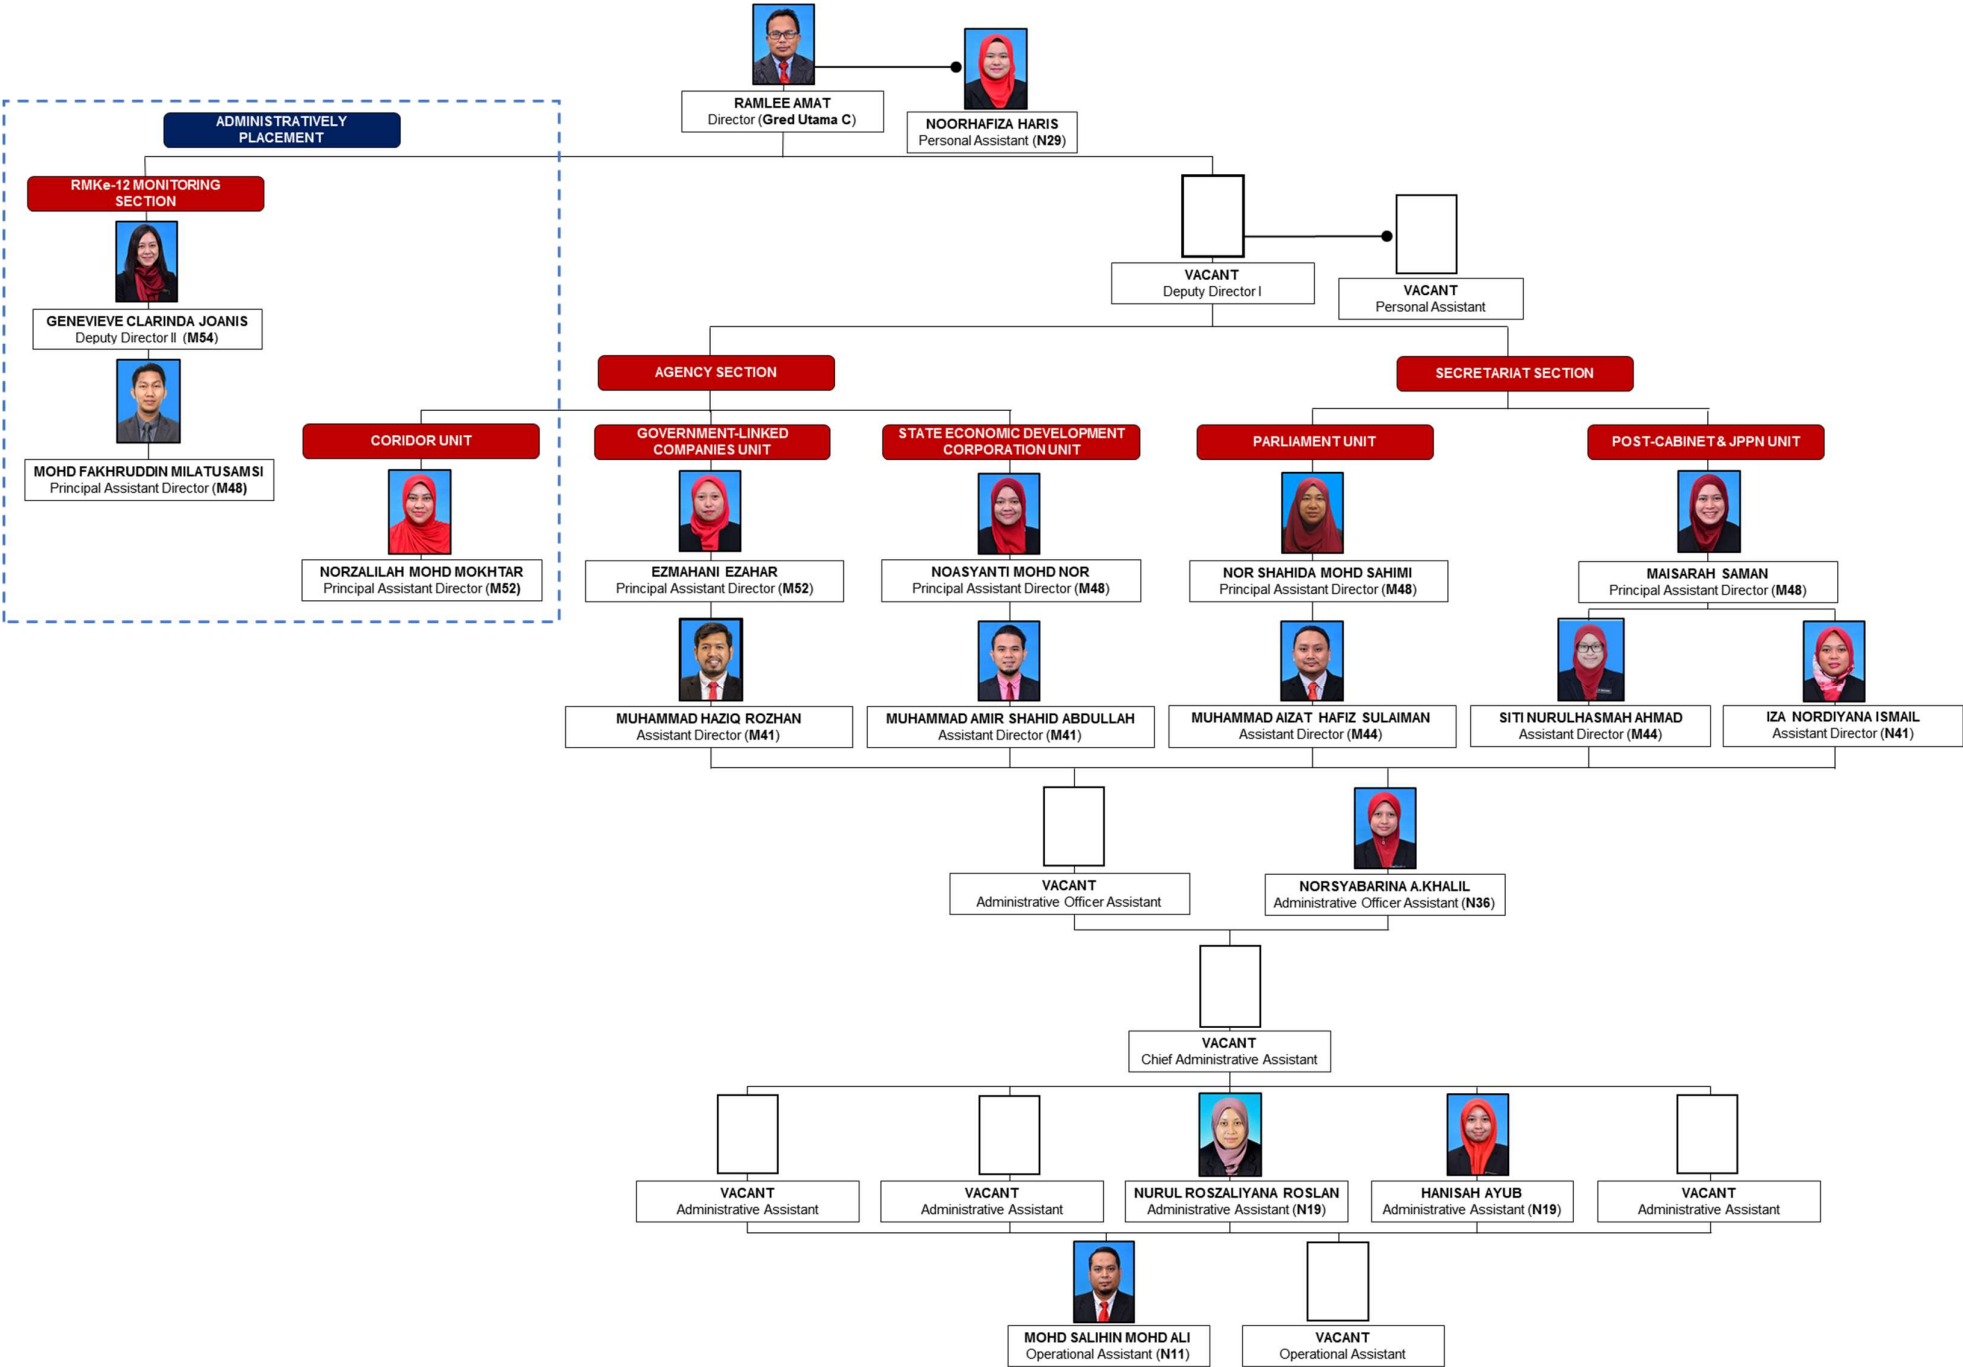 RAMLEE AMAT
Director (Gred Utama C)
NOORHAFIZA HARIS
Personal Assistant (N29)
ADMINISTRATIVELY
PLACEMENT
RMKe-12 MONITORING
SECTION
GENEVIEVE CLARINDA JOANIS
Deputy Director II (M54)
MOHD FAKHRUDDIN MILATUSAMSI
Principal Assistant Director (M48)
VACANT
Deputy Director I
VACANT
Personal Assistant
AGENCY SECTION
SECRETARIAT SECTION
CORIDOR UNIT
GOVERNMENT-LINKED
COMPANIES UNIT
STATE ECONOMIC DEVELOPMENT
CORPORATION UNIT
PARLIAMENT UNIT
POST-CABINET & JPPN UNIT
NORZALILAH MOHD MOKHTAR
Principal Assistant Director (M52)
EZMAHANI EZAHAR
Principal Assistant Director (M52)
NOASYANTI MOHD NOR
Principal Assistant Director (M48)
NOR SHAHIDA MOHD SAHIMI
Principal Assistant Director (M48)
MAISARAH SAMAN
Principal Assistant Director (M48)
MUHAMMAD HAZIQ ROZHAN
Assistant Director (M41)
MUHAMMAD AMIR SHAHID ABDULLAH
Assistant Director (M41)
MUHAMMAD AIZAT HAFIZ SULAIMAN
Assistant Director (M44)
SITI NURULHASMAH AHMAD
Assistant Director (M44)
IZA NORDIYANA ISMAIL
Assistant Director (N41)
VACANT
Administrative Officer Assistant
NORSYABARINA A.KHALIL
Administrative Officer Assistant (N36)
VACANT
Chief Administrative Assistant
VACANT
Administrative Assistant
VACANT
Administrative Assistant
NURUL ROSZALIYANA ROSLAN
Administrative Assistant (N19)
HANISAH AYUB
Administrative Assistant (N19)
VACANT
Administrative Assistant
MOHD SALIHIN MOHD ALI
Operational Assistant (N11)
VACANT
Operational Assistant